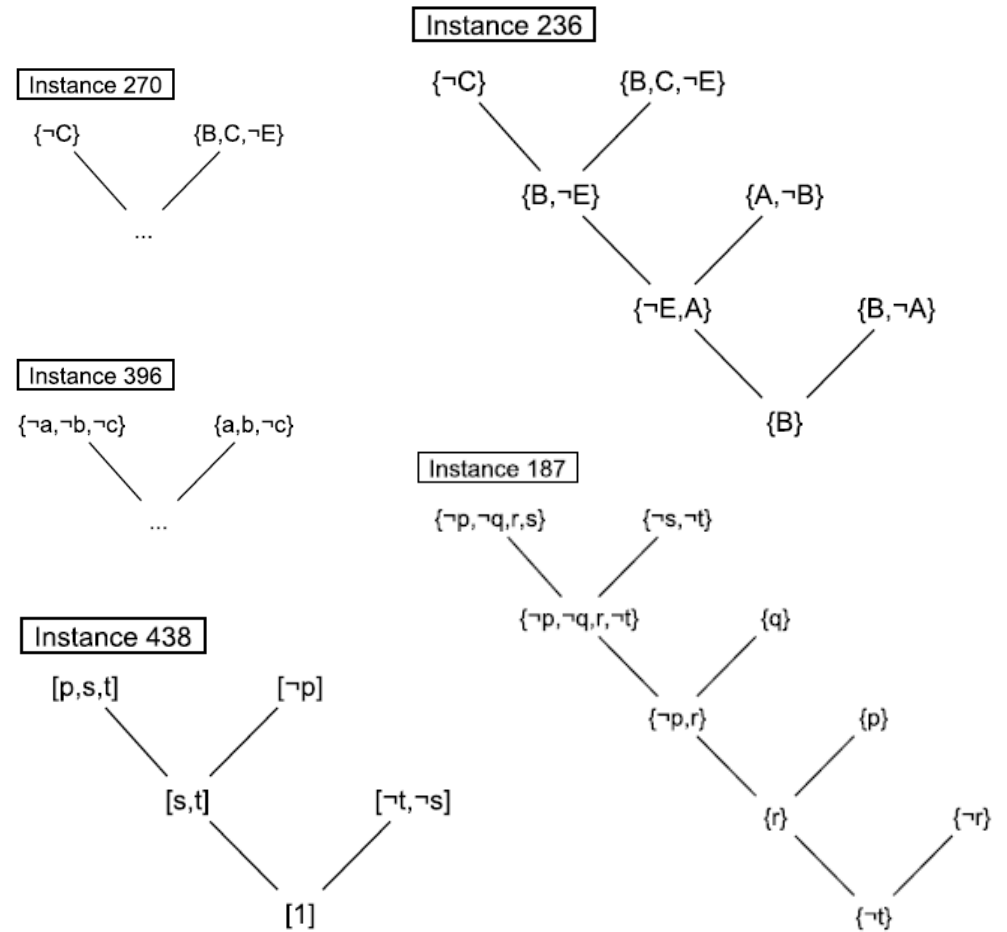 Instance 270
{¬C} {B,C,¬E}
...
Instance 396
{¬a,¬b,¬c} {a,b,¬c}
...
Instance 438
[p,s,t] [¬p]
[s,t] [¬t,¬s]
[1]
Instance 236
{¬C} {B,C,¬E}
{B,¬E} {A,¬B}
{¬E,A} {B,¬A}
{B}
Instance 187
{¬p,¬q,r,s} {¬s,¬t}
{¬p,¬q,r,¬t} {q}
{¬p,r} {p}
{r} {¬r}
{¬t}